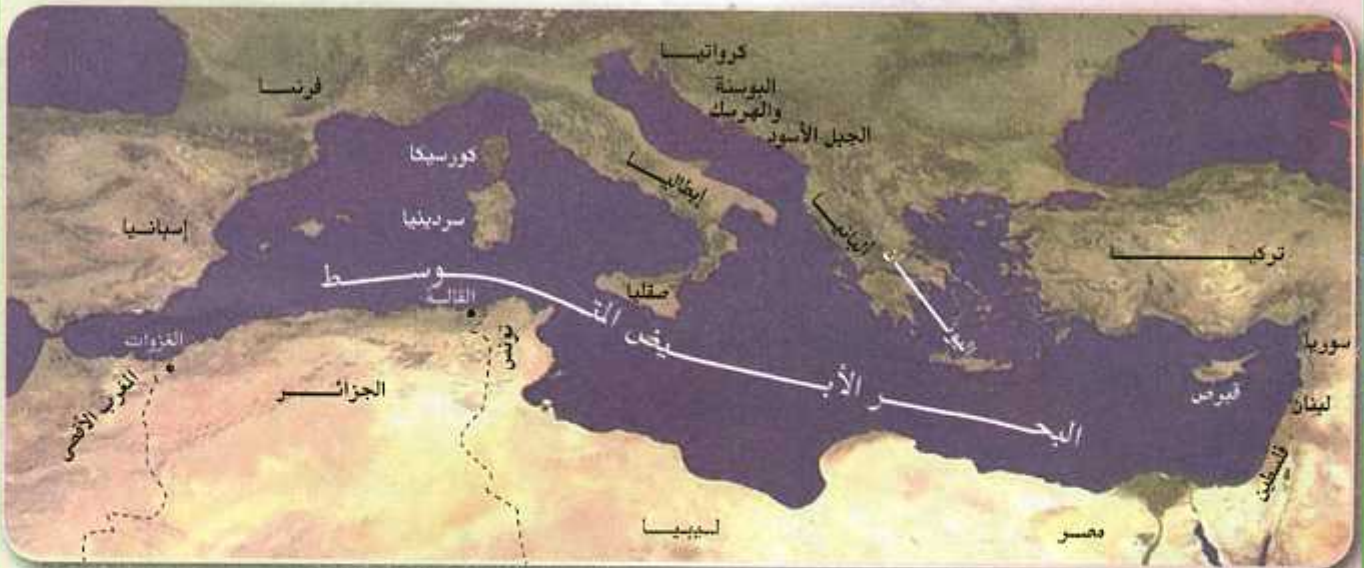 كرواتيا
البوسنة
والهرسك
الجبل الأسود
فرنسا
كورسيكا
إيطاليا
سردينيا
ألبانيا
إسبانيا
تركيا
صقليا
القالة
الغزوات
تونس
سوريا
قبرص
لبنان
المغرب الأقصى
الجزائر
البحر الأبيض المتوسط
فلسطين
ليبيا
مصر